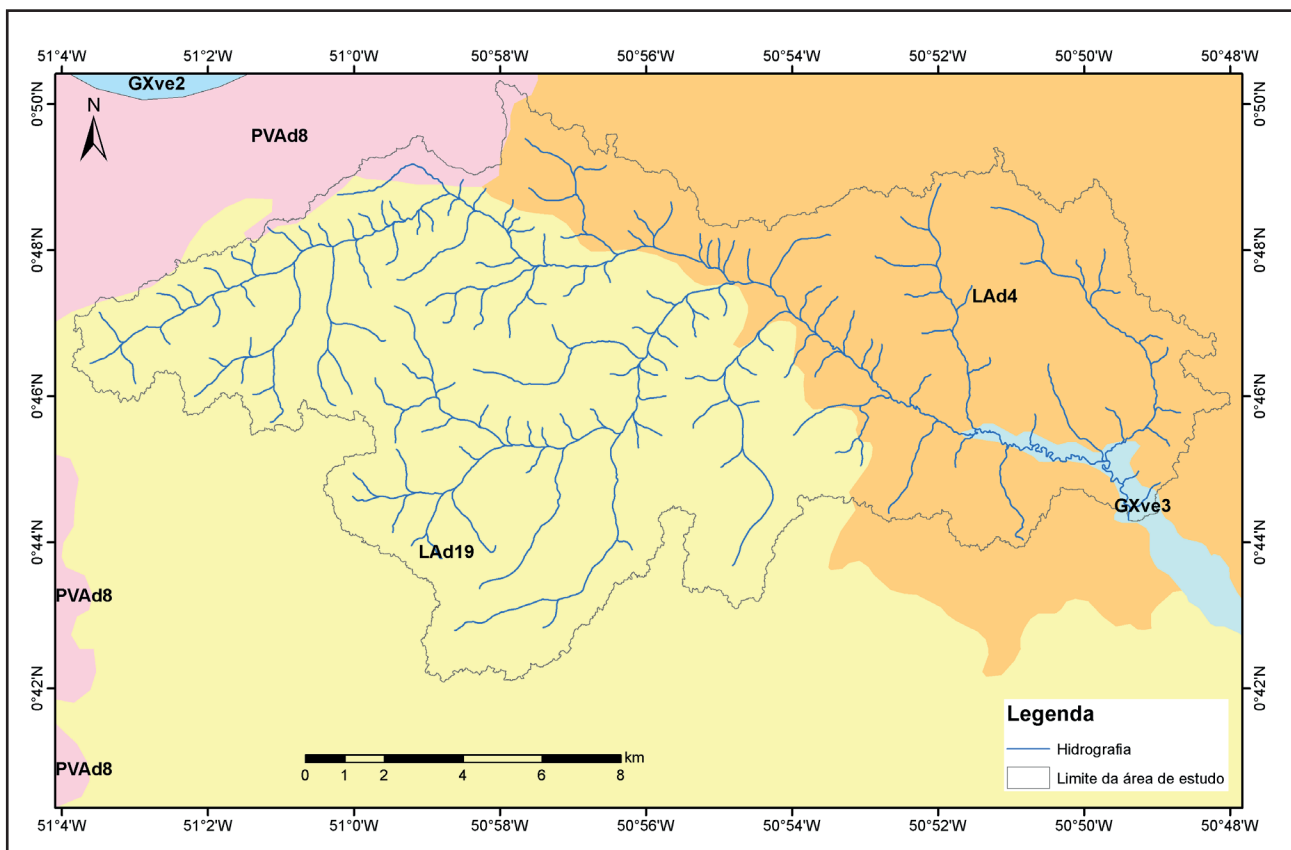 51°4'W 51°2'W 51°0'W 50°58'W 50°56'W 50°54'W 50°52'W 50°50'W 50°48'W
GXve2
0°50'N 0°50'N
N
PVAd8
0°48'N 0°48'N
LAd4
0°46'N 0°46'N
GXve3
0°44'N 0°44'N
LAd19
PVAd8
0°42'N 0°42'N
Legenda
Hidrografia
Limite da área de estudo
km
0 1 2 4 6 8
PVAd8
51°4'W 51°2'W 51°0'W 50°58'W 50°56'W 50°54'W 50°52'W 50°50'W 50°48'W